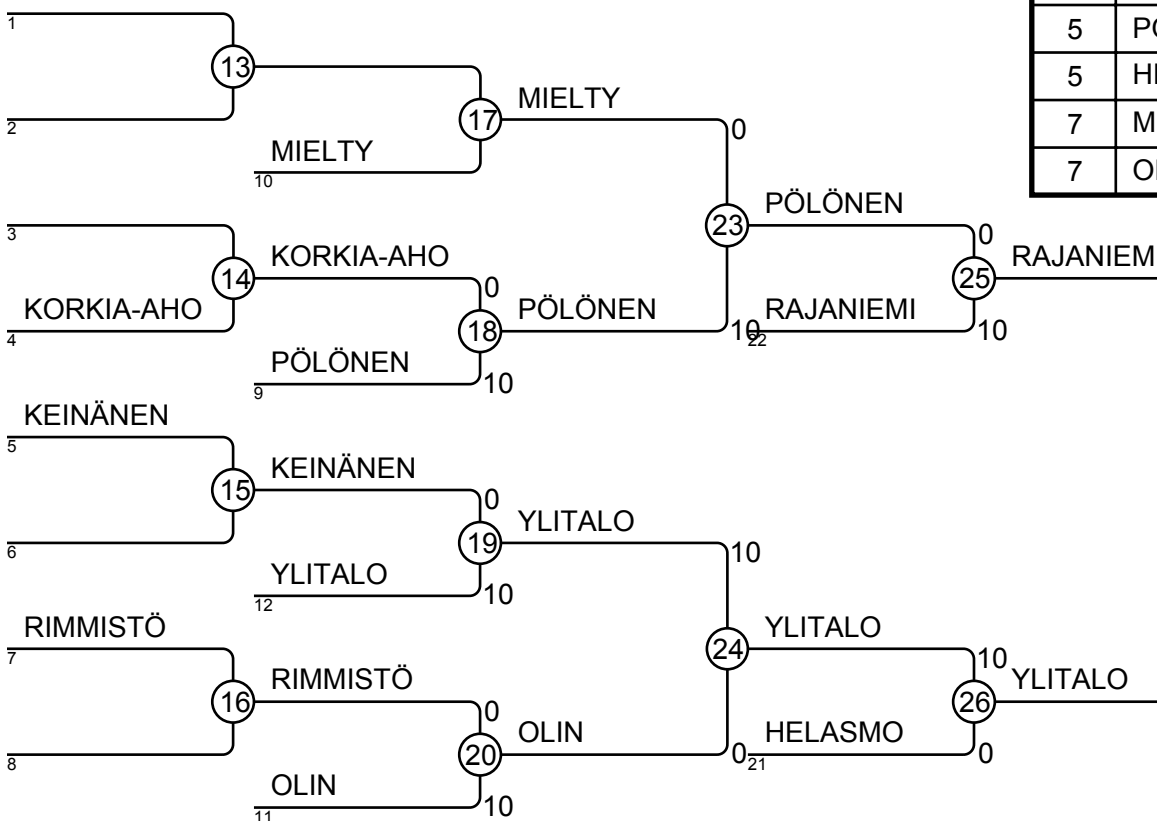 1
5 PÖ
13
5 HE
MIELTY
17
0
2
MIELTY
7 M
10
7 OL
PÖLÖNEN
3
23
0
KORKIA-AHO
RAJANIEM
14
0
25
KORKIA-AHO
PÖLÖNEN
RAJANIEMI
4
18
10
22
10
PÖLÖNEN
10
9
KEINÄNEN
5
KEINÄNEN
15
0
YLITALO
6
19
10
YLITALO
10
12
RIMMISTÖ
YLITALO
7
24
10
RIMMISTÖ
YLITALO
16
0
26
OLIN
HELASMO
8
20
0
21
0
OLIN
10
11